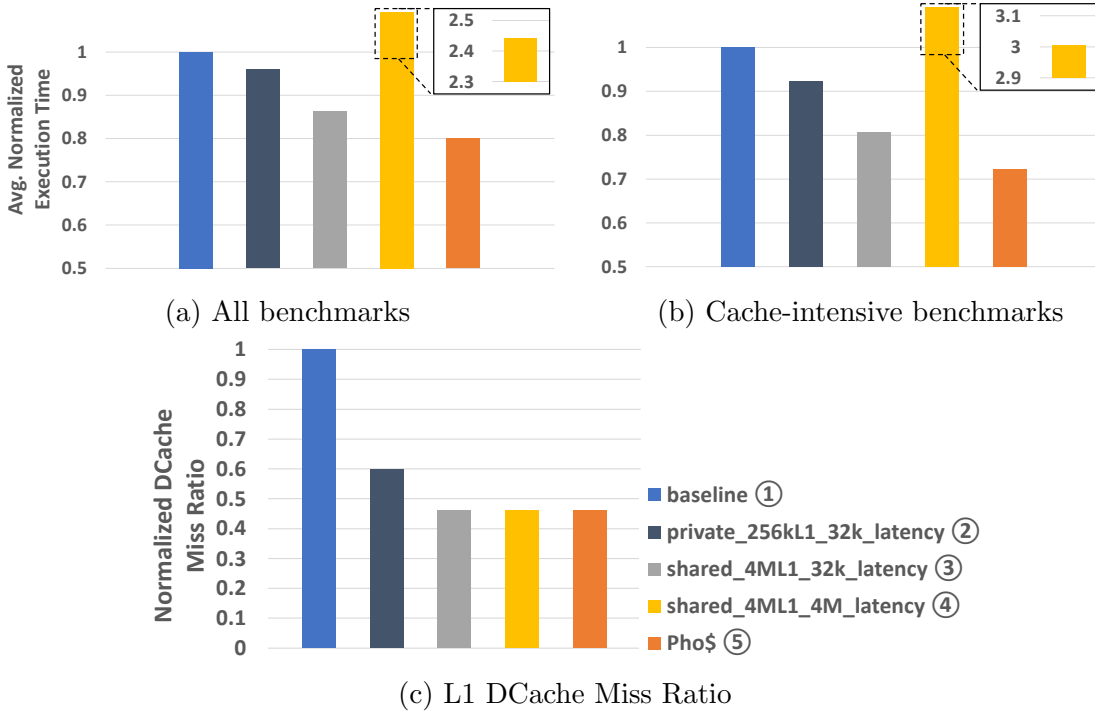 Avg. Normalized
Execution Time
1
0.9
0.8
0.7
0.6
0.5
2.5
2.4
2.3
(a) All benchmarks
1
0.9
0.8
0.7
0.6
0.5
3.1
3
2.9
(b) Cache-intensive benchmarks
Normalized DCache
Miss Ratio
1
0.9
0.8
0.7
0.6
0.5
0.4
0.3
0.2
0.1
0
baseline ①
private_256kL1_32k_latency ②
shared_4ML1_32k_latency ③
shared_4ML1_4M_latency ④
Pho$ ⑤
(c) L1 DCache Miss Ratio